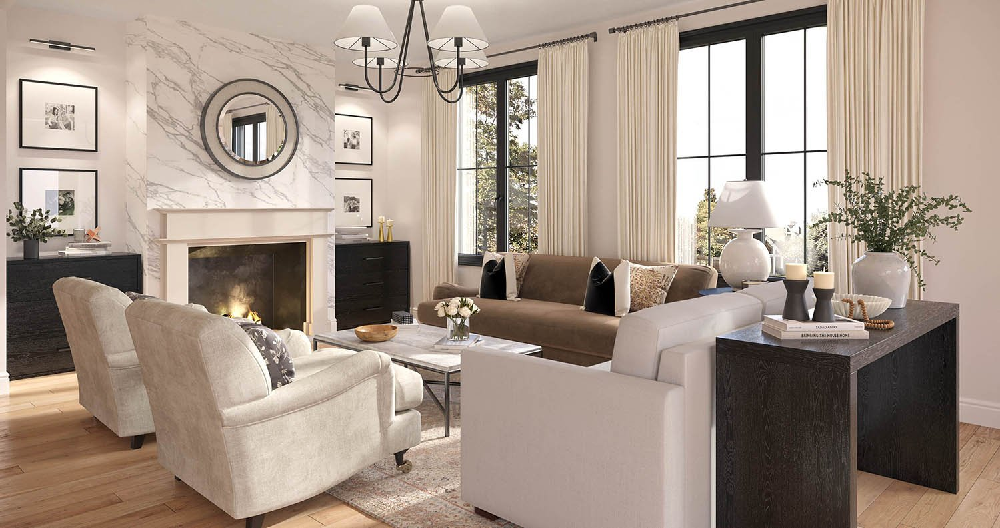 TADAO ANDO
BRINGING THE HOUSE HOME